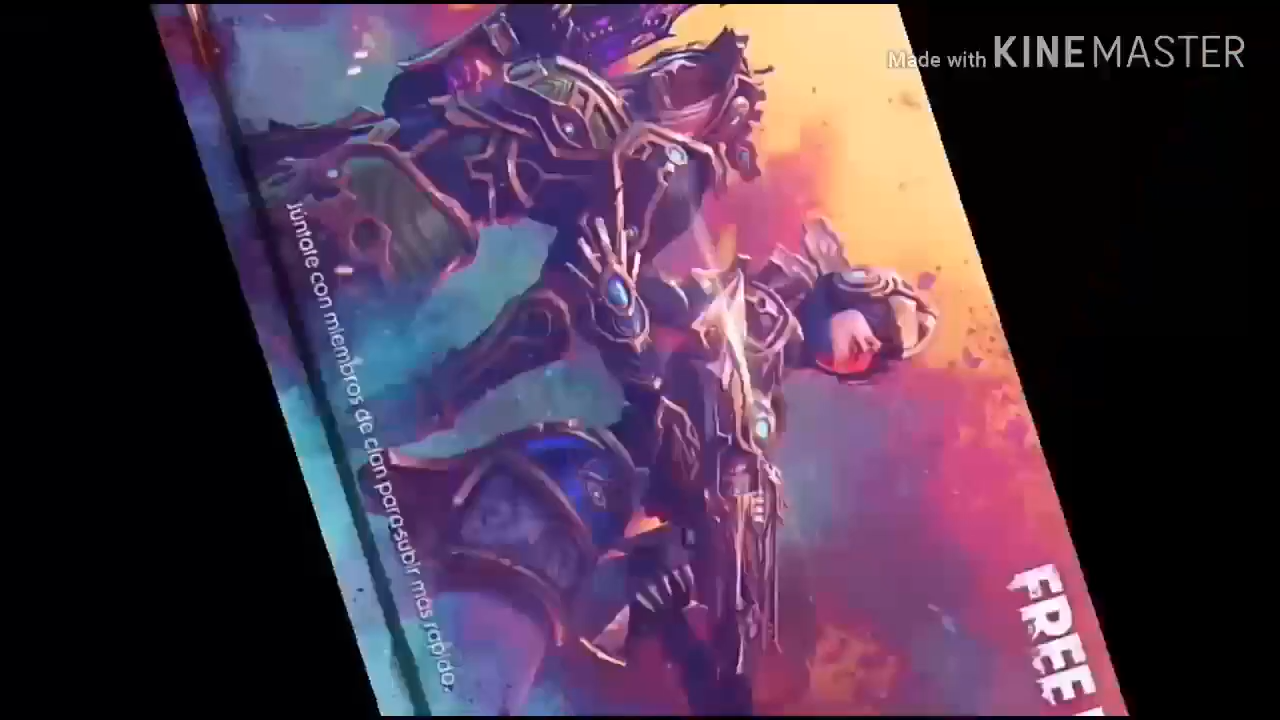 Made with KINEMASTER
FREE
Júntate con miembros de clan para subir más rápido.